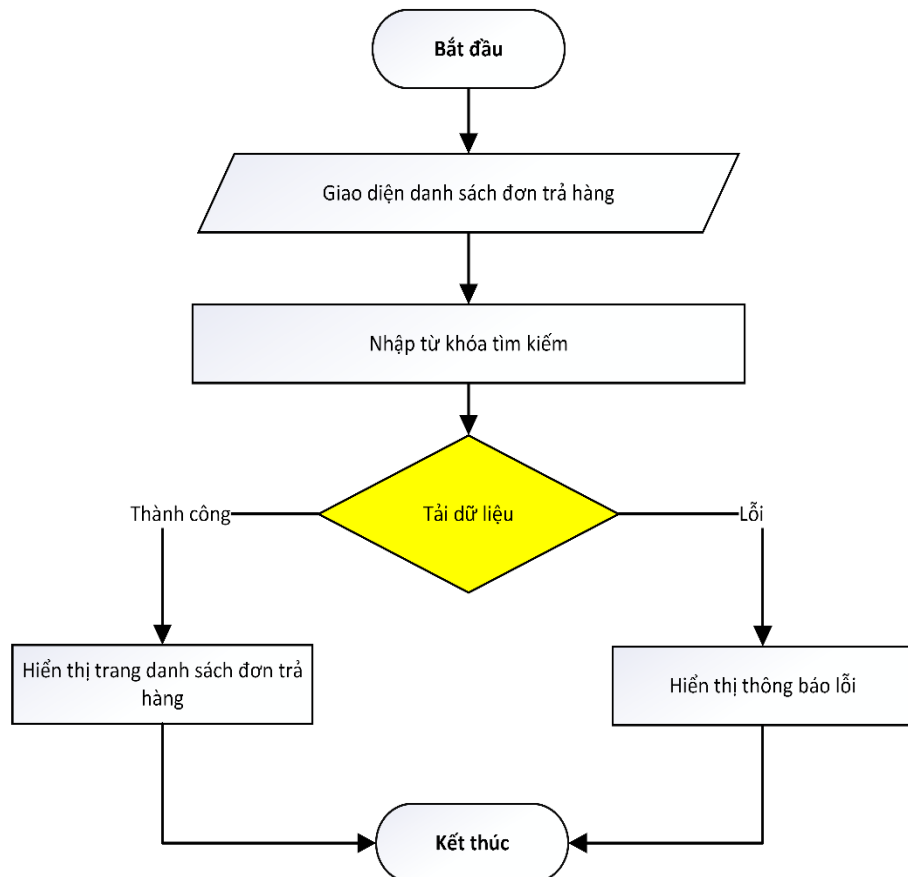 Bắt đầu
Giao diện danh sách đơn trả hàng
Nhập từ khóa tìm kiếm
Tải dữ liệu
Thành công
Lỗi
Hiển thị trang danh sách đơn trả
hàng
Hiển thị thông báo lỗi
Kết thúc